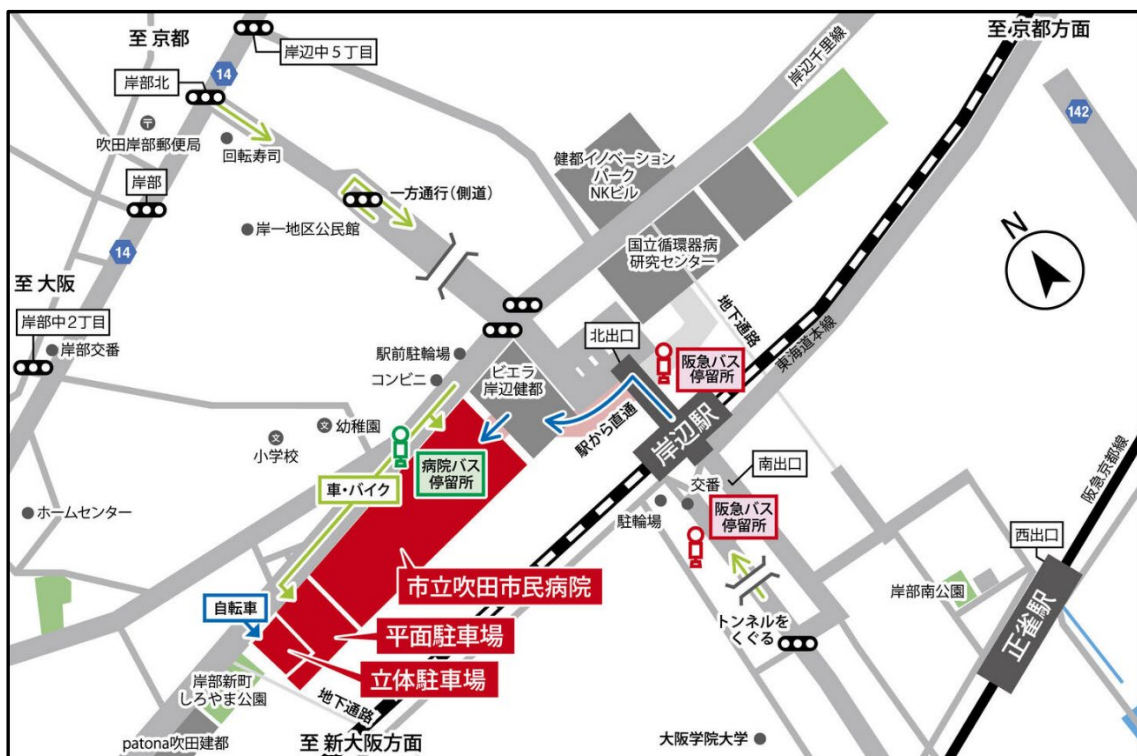 至 京都
岸辺中5丁目
至 京都方面
岸部北
14
岸辺千里線
142
〒
吹田岸部郵便局
回転寿司
健都イノベーション
パーク
NKビル
岸部
一方通行(側道)
岸一地区公民館
国立循環器病
研究センター
N
14
至 大阪
地下通路
岸部中2丁目
岸部交番
北出口
東海道本線
駅前駐輪場
コンビニ
ビエラ
岸辺健都
阪急バス
停留所
駅から直通
岸辺駅
文
幼稚園
文
小学校
病院バス
停留所
南出口
阪急京都線
車・バイク
交番
駐輪場
阪急バス
停留所
ホームセンター
西出口
市立吹田市民病院
岸部南公園
自転車
トンネルを
くぐる
正雀駅
平面駐車場
立体駐車場
岸部新町
しろやま公園
地下通路
patona吹田健都
至 新大阪方面
大阪学院大学